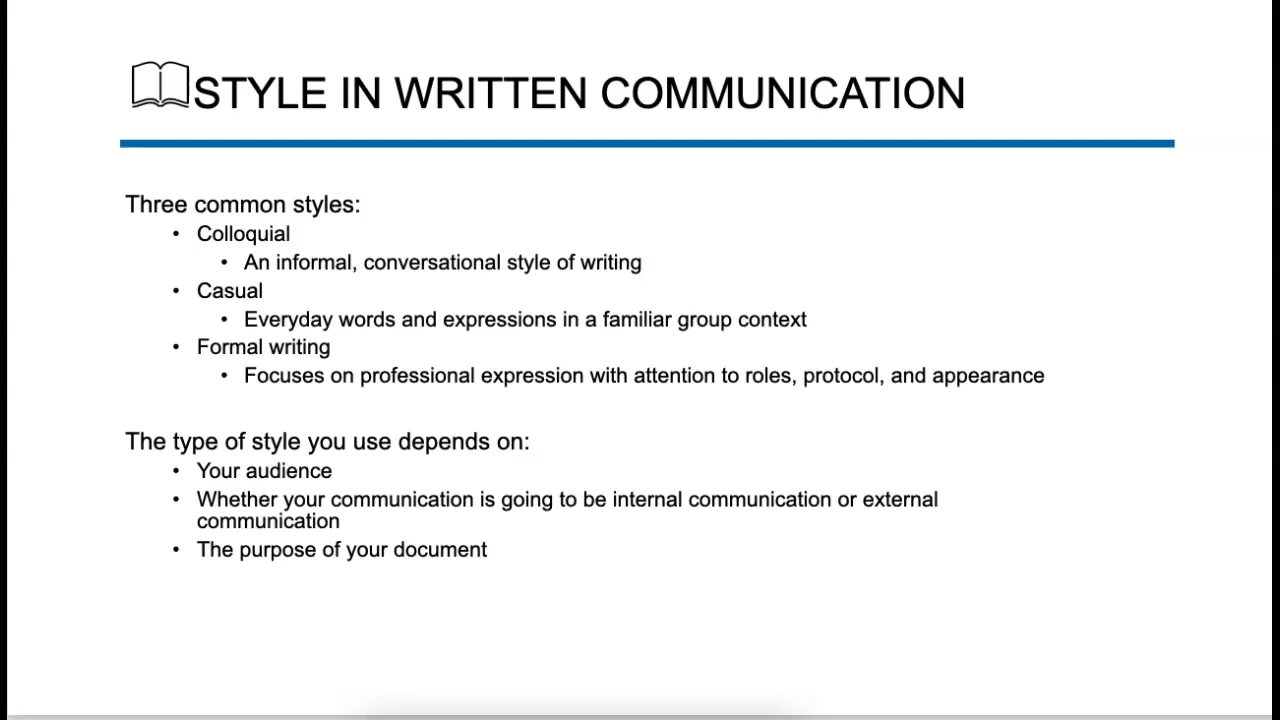 STYLE IN WRITTEN COMMUNICATION
Three common styles:
• Colloquial
• An informal, conversational style of writing
• Casual
• Everyday words and expressions in a familiar group context
• Formal writing
• Focuses on professional expression with attention to roles, protocol, and appearance
The type of style you use depends on:
• Your audience
• Whether your communication is going to be internal communication or external
communication
• The purpose of your document